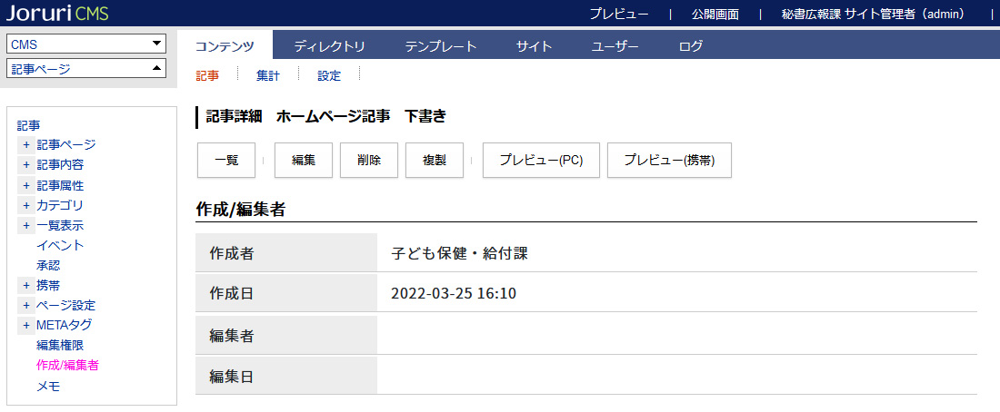 Joruri CMS プレビュー | 公開画面 | 秘書広報課 サイト管理者（admin） |
CMS
記事ページ
コンテンツ ディレクトリ テンプレート サイト ユーザー ログ
記事 集計 設定
記事
+ 記事ページ
+ 記事内容
+ 記事属性
+ カテゴリ
+ 一覧表示
イベント
承認
+ 携帯
+ ページ設定
+ METAタグ
編集権限
作成/編集者
メモ
記事詳細 ホームページ記事 下書き
一覧 | 編集 削除 複製 | プレビュー(PC) プレビュー(携帯)
作成/編集者
作成者 子ども保健・給付課
作成日 2022-03-25 16:10
編集者
編集日